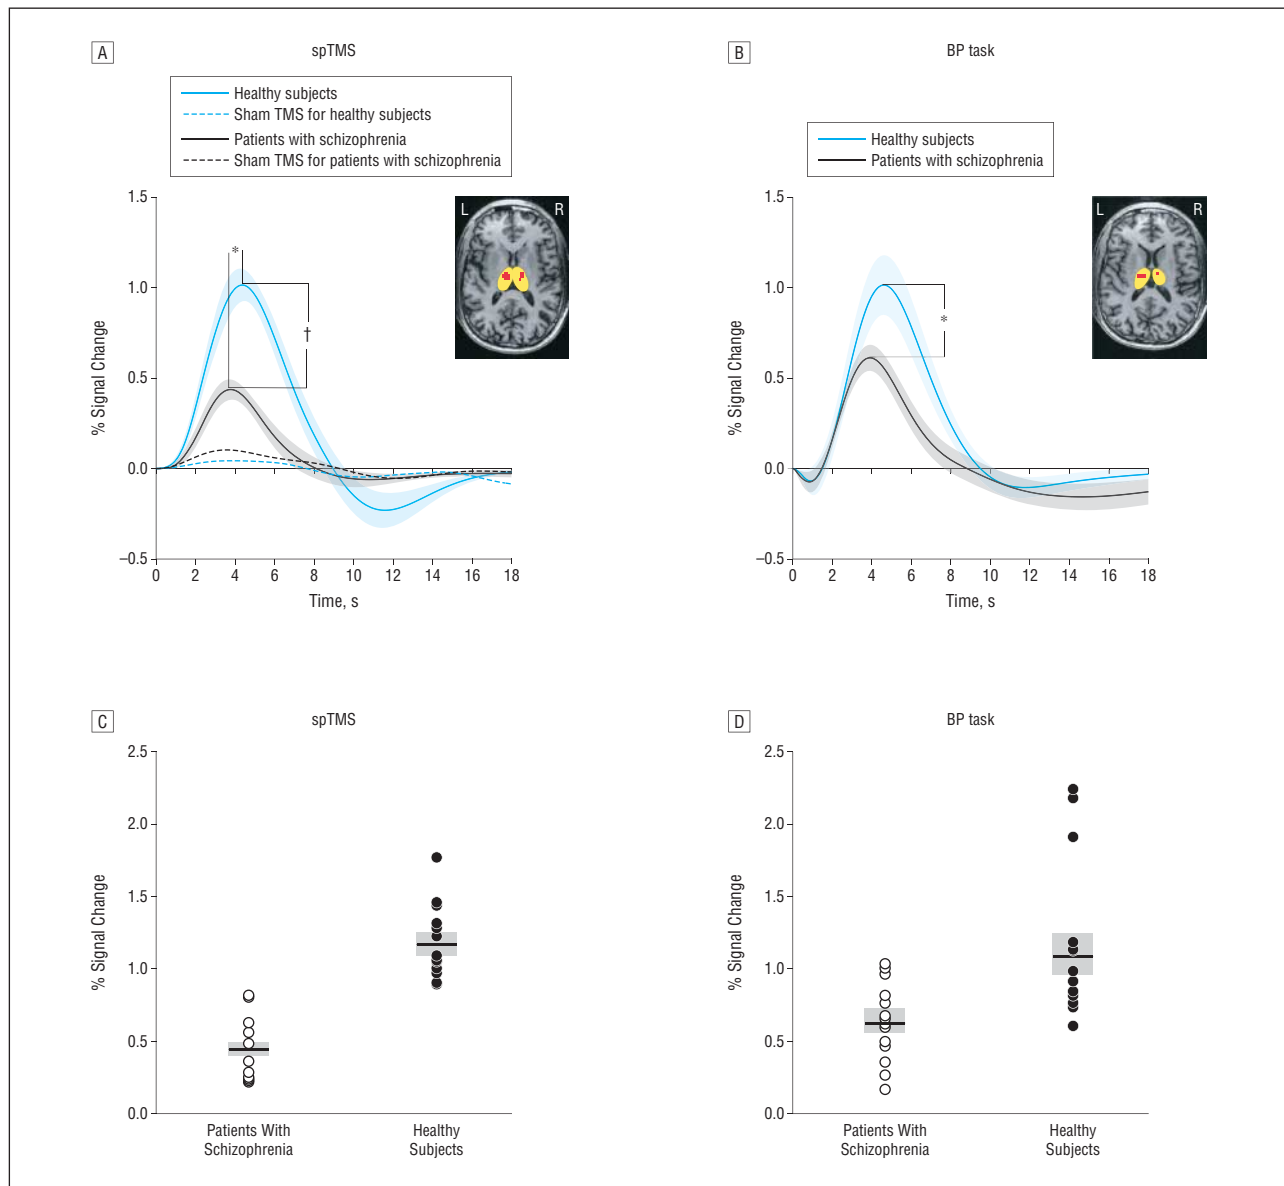 A
spTMS
Healthy subjects
Sham TMS for healthy subjects
Patients with schizophrenia
Sham TMS for patients with schizophrenia
1.5
1.0
0.5
0.0
–0.5
% Signal Change
*
†
L R
0 2 4 6 8 10 12 14 16 18
Time, s
B
BP task
Healthy subjects
Patients with schizophrenia
1.5
1.0
0.5
0.0
–0.5
% Signal Change
*
L R
0 2 4 6 8 10 12 14 16 18
Time, s
C
spTMS
2.5
2.0
1.5
1.0
0.5
0.0
% Signal Change
Patients With
Schizophrenia
Healthy
Subjects
D
BP task
2.5
2.0
1.5
1.0
0.5
0.0
% Signal Change
Patients With
Schizophrenia
Healthy
Subjects